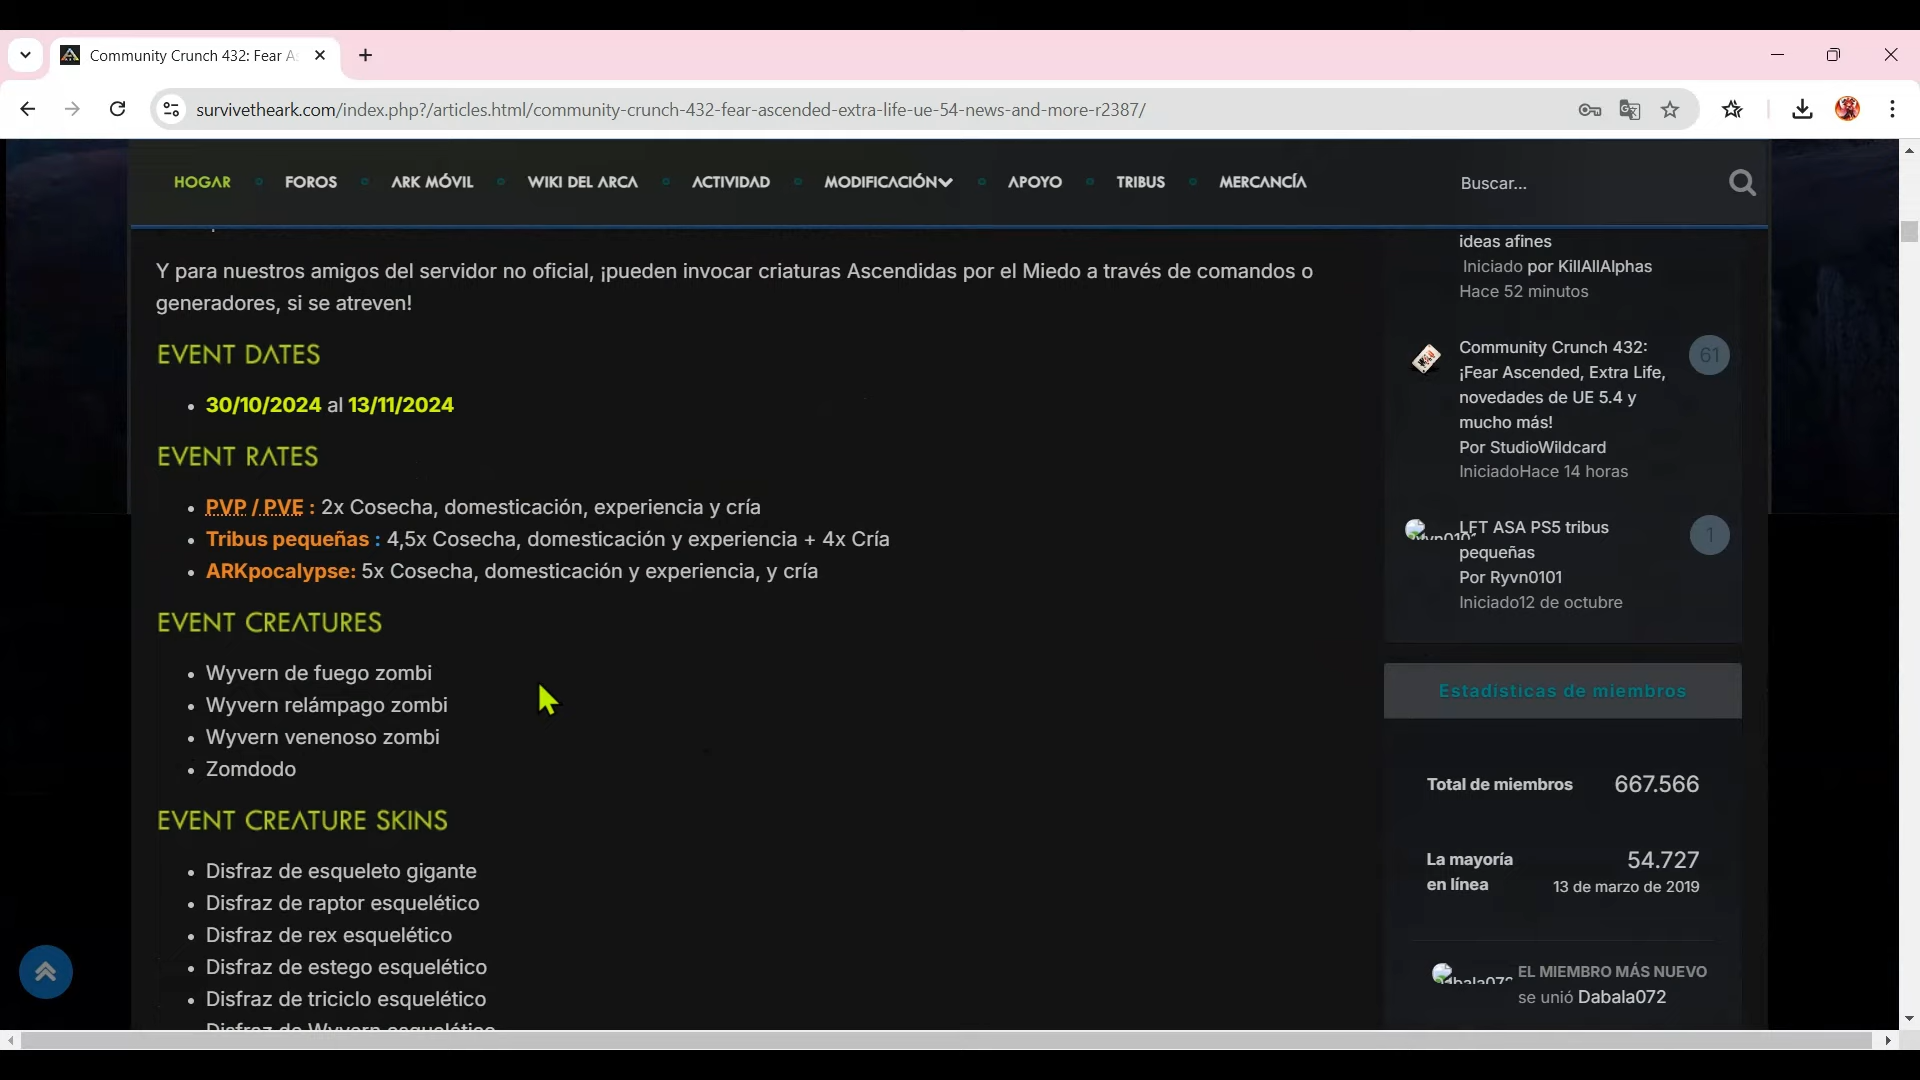 Community Crunch 432: Fear A
survivetheark.com/index.php?/articles.html/community-crunch-432-fear-ascended-extra-life-ue-54-news-and-more-r2387/
HOGAR
FOROS
ARK MÓVIL
WIKI DEL ARCA
ACTIVIDAD
MODIFICACIÓN
APOYO
TRIBUS
MERCANCÍA
Buscar...
Y para nuestros amigos del servidor no oficial, ¡pueden invocar criaturas Ascendidas por el Miedo a través de comandos o
generadores, si se atreven!
EVENT DATES
• 30/10/2024 al 13/11/2024
EVENT RATES
• PVP / PVE : 2x Cosecha, domesticación, experiencia y cría
• Tribus pequeñas : 4,5x Cosecha, domesticación y experiencia + 4x Cría
• ARKpocalypse: 5x Cosecha, domesticación y experiencia, y cría
EVENT CREATURES
• Wyvern de fuego zombi
• Wyvern relámpago zombi
• Wyvern venenoso zombi
• Zomdodo
EVENT CREATURE SKINS
• Disfraz de esqueleto gigante
• Disfraz de raptor esquelético
• Disfraz de rex esquelético
• Disfraz de estego esquelético
• Disfraz de triciclo esquelético
Disfraz de Wyvern esquelético
ideas afines
Iniciado por KillAllAlphas
Hace 52 minutos
Community Crunch 432:
¡Fear Ascended, Extra Life,
novedades de UE 5.4 y
mucho más!
Por StudioWildcard
IniciadoHace 14 horas
61
LFT ASA PS5 tribus
pequeñas
Por Ryvn0101
Iniciado12 de octubre
1
Estadísticas de miembros
Total de miembros 667.566
La mayoría
en línea
54.727
13 de marzo de 2019
EL MIEMBRO MÁS NUEVO
se unió Dabala072